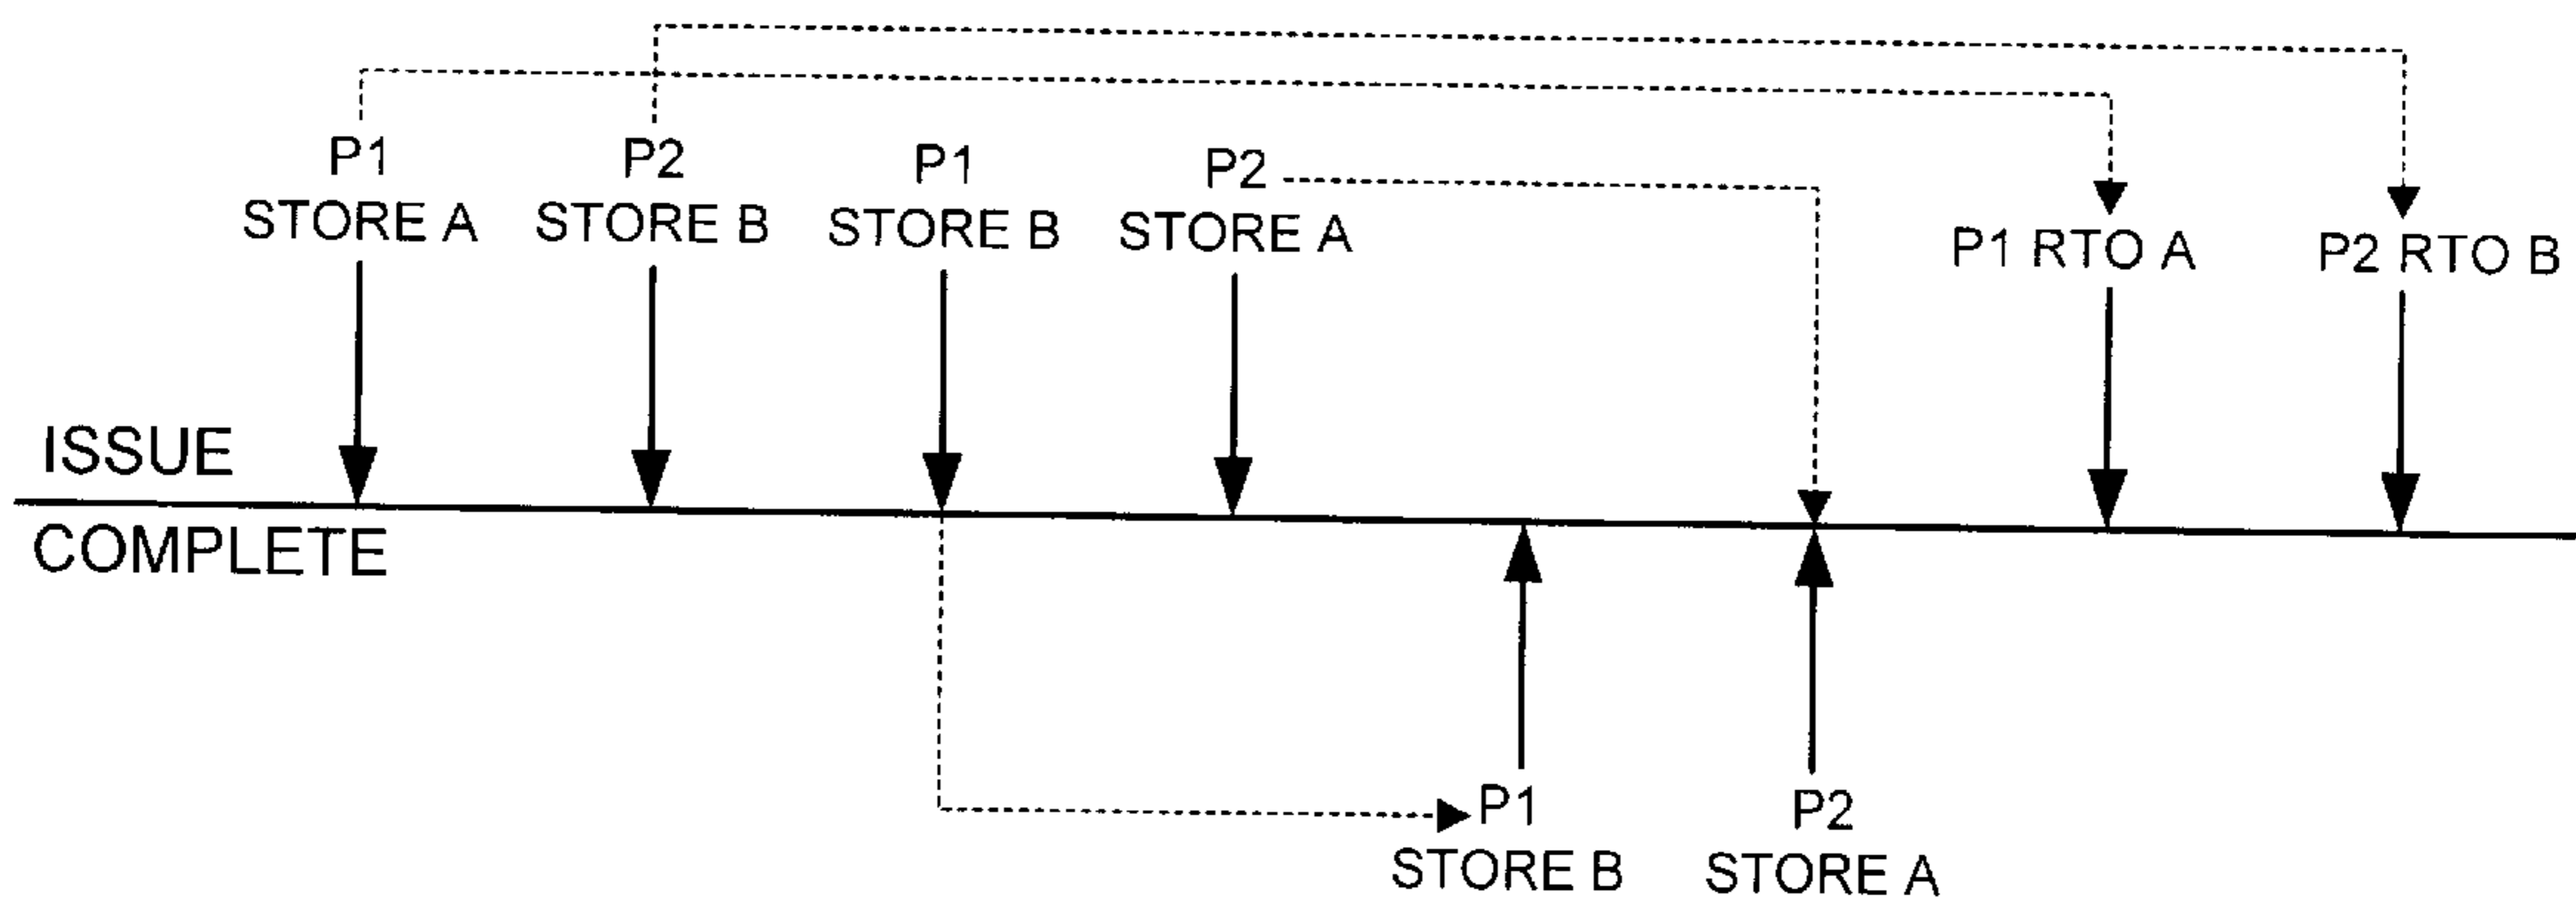 P1
STORE A
P2
STORE B
P1
STORE B
P2
STORE A
P1 RTO A
P2 RTO B
ISSUE
COMPLETE
P1
STORE B
P2
STORE A